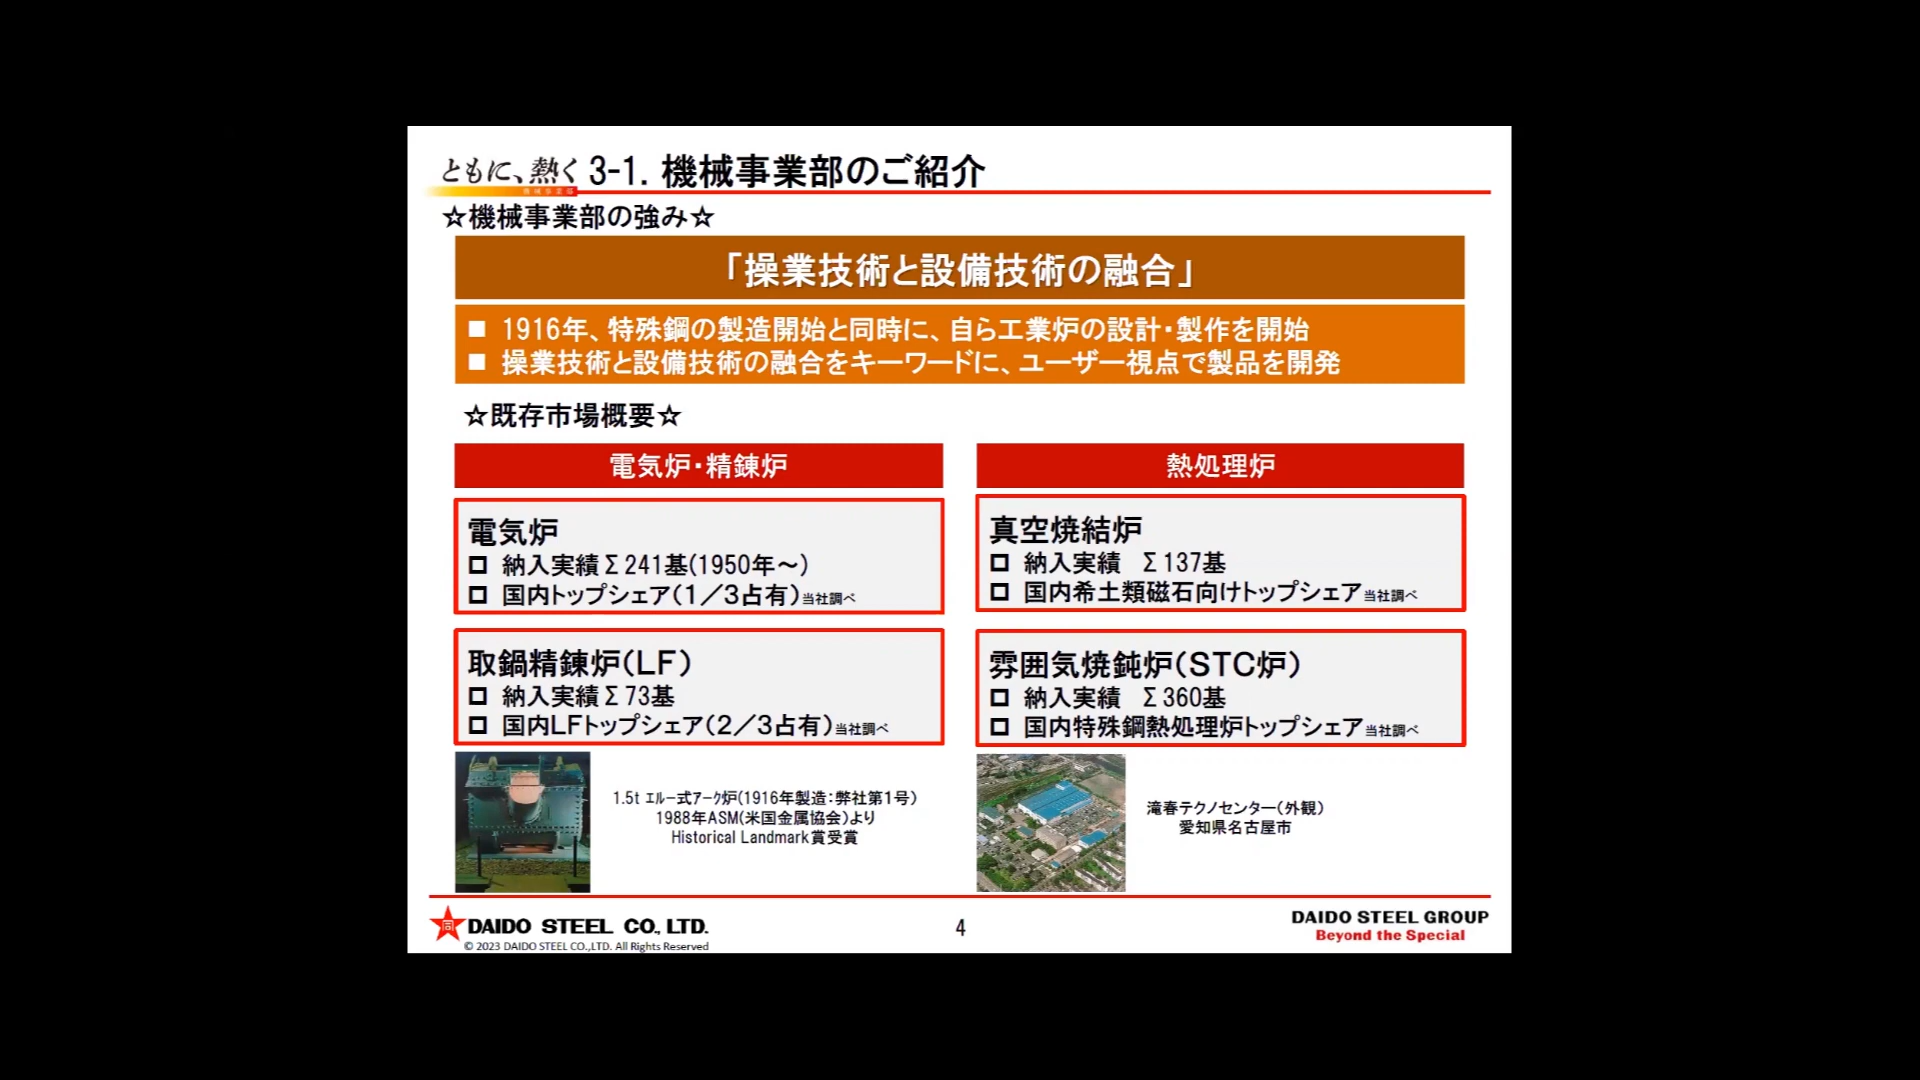 ともに、熱く 3-1. 機械事業部のご紹介
機械事業部
☆機械事業部の強み☆
「操業技術と設備技術の融合」
■ 1916年、特殊鋼の製造開始と同時に、自ら工業炉の設計・製作を開始
■ 操業技術と設備技術の融合をキーワードに、ユーザー視点で製品を開発
☆既存市場概要☆
電気炉・精錬炉
電気炉
□ 納入実績Σ241基(1950年～)
□ 国内トップシェア(１／３占有)当社調べ
取鍋精錬炉(LF)
□ 納入実績Σ73基
□ 国内LFトップシェア(２／３占有)当社調べ
熱処理炉
真空焼結炉
□ 納入実績　Σ137基
□ 国内希土類磁石向けトップシェア当社調べ
雰囲気焼鈍炉(STC炉)
□ 納入実績　Σ360基
□ 国内特殊鋼熱処理炉トップシェア当社調べ
1.5t ｴﾙｰ式ｱｰｸ炉(1916年製造：弊社第1号)
1988年ASM(米国金属協会)より
Historical Landmark賞受賞
滝春テクノセンター(外観)
愛知県名古屋市
同 DAIDO STEEL CO., LTD.
© 2023 DAIDO STEEL CO.,LTD. All Rights Reserved
4
DAIDO STEEL GROUP
Beyond the Special